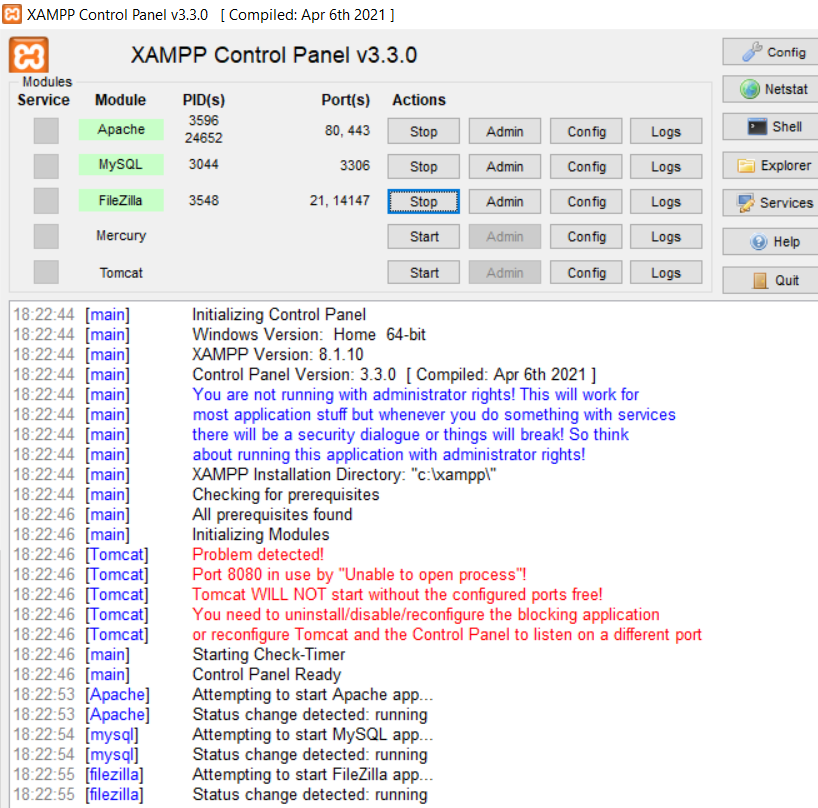 XAMPP Control Panel v3.3.0 [ Compiled: Apr 6th 2021 ]
XAMPP Control Panel v3.3.0
Config
Modules
Service Module PID(s) Port(s) Actions
Netstat
Apache 3596 24652 80, 443 Stop Admin Config Logs
Shell
MySQL 3044 3306 Stop Admin Config Logs
Explorer
FileZilla 3548 21, 14147 Stop Admin Config Logs
Services
Mercury Start Admin Config Logs
Help
Tomcat Start Admin Config Logs
Quit
18:22:44 [main] Initializing Control Panel
18:22:44 [main] Windows Version: Home 64-bit
18:22:44 [main] XAMPP Version: 8.1.10
18:22:44 [main] Control Panel Version: 3.3.0 [ Compiled: Apr 6th 2021 ]
18:22:44 [main] You are not running with administrator rights! This will work for
18:22:44 [main] most application stuff but whenever you do something with services
18:22:44 [main] there will be a security dialogue or things will break! So think
18:22:44 [main] about running this application with administrator rights!
18:22:44 [main] XAMPP Installation Directory: "c:\xampp\"
18:22:44 [main] Checking for prerequisites
18:22:46 [main] All prerequisites found
18:22:46 [main] Initializing Modules
18:22:46 [Tomcat] Problem detected!
18:22:46 [Tomcat] Port 8080 in use by "Unable to open process"!
18:22:46 [Tomcat] Tomcat WILL NOT start without the configured ports free!
18:22:46 [Tomcat] You need to uninstall/disable/reconfigure the blocking application
18:22:46 [Tomcat] or reconfigure Tomcat and the Control Panel to listen on a different port
18:22:46 [main] Starting Check-Timer
18:22:46 [main] Control Panel Ready
18:22:53 [Apache] Attempting to start Apache app...
18:22:53 [Apache] Status change detected: running
18:22:54 [mysql] Attempting to start MySQL app...
18:22:54 [mysql] Status change detected: running
18:22:55 [filezilla] Attempting to start FileZilla app...
18:22:55 [filezilla] Status change detected: running